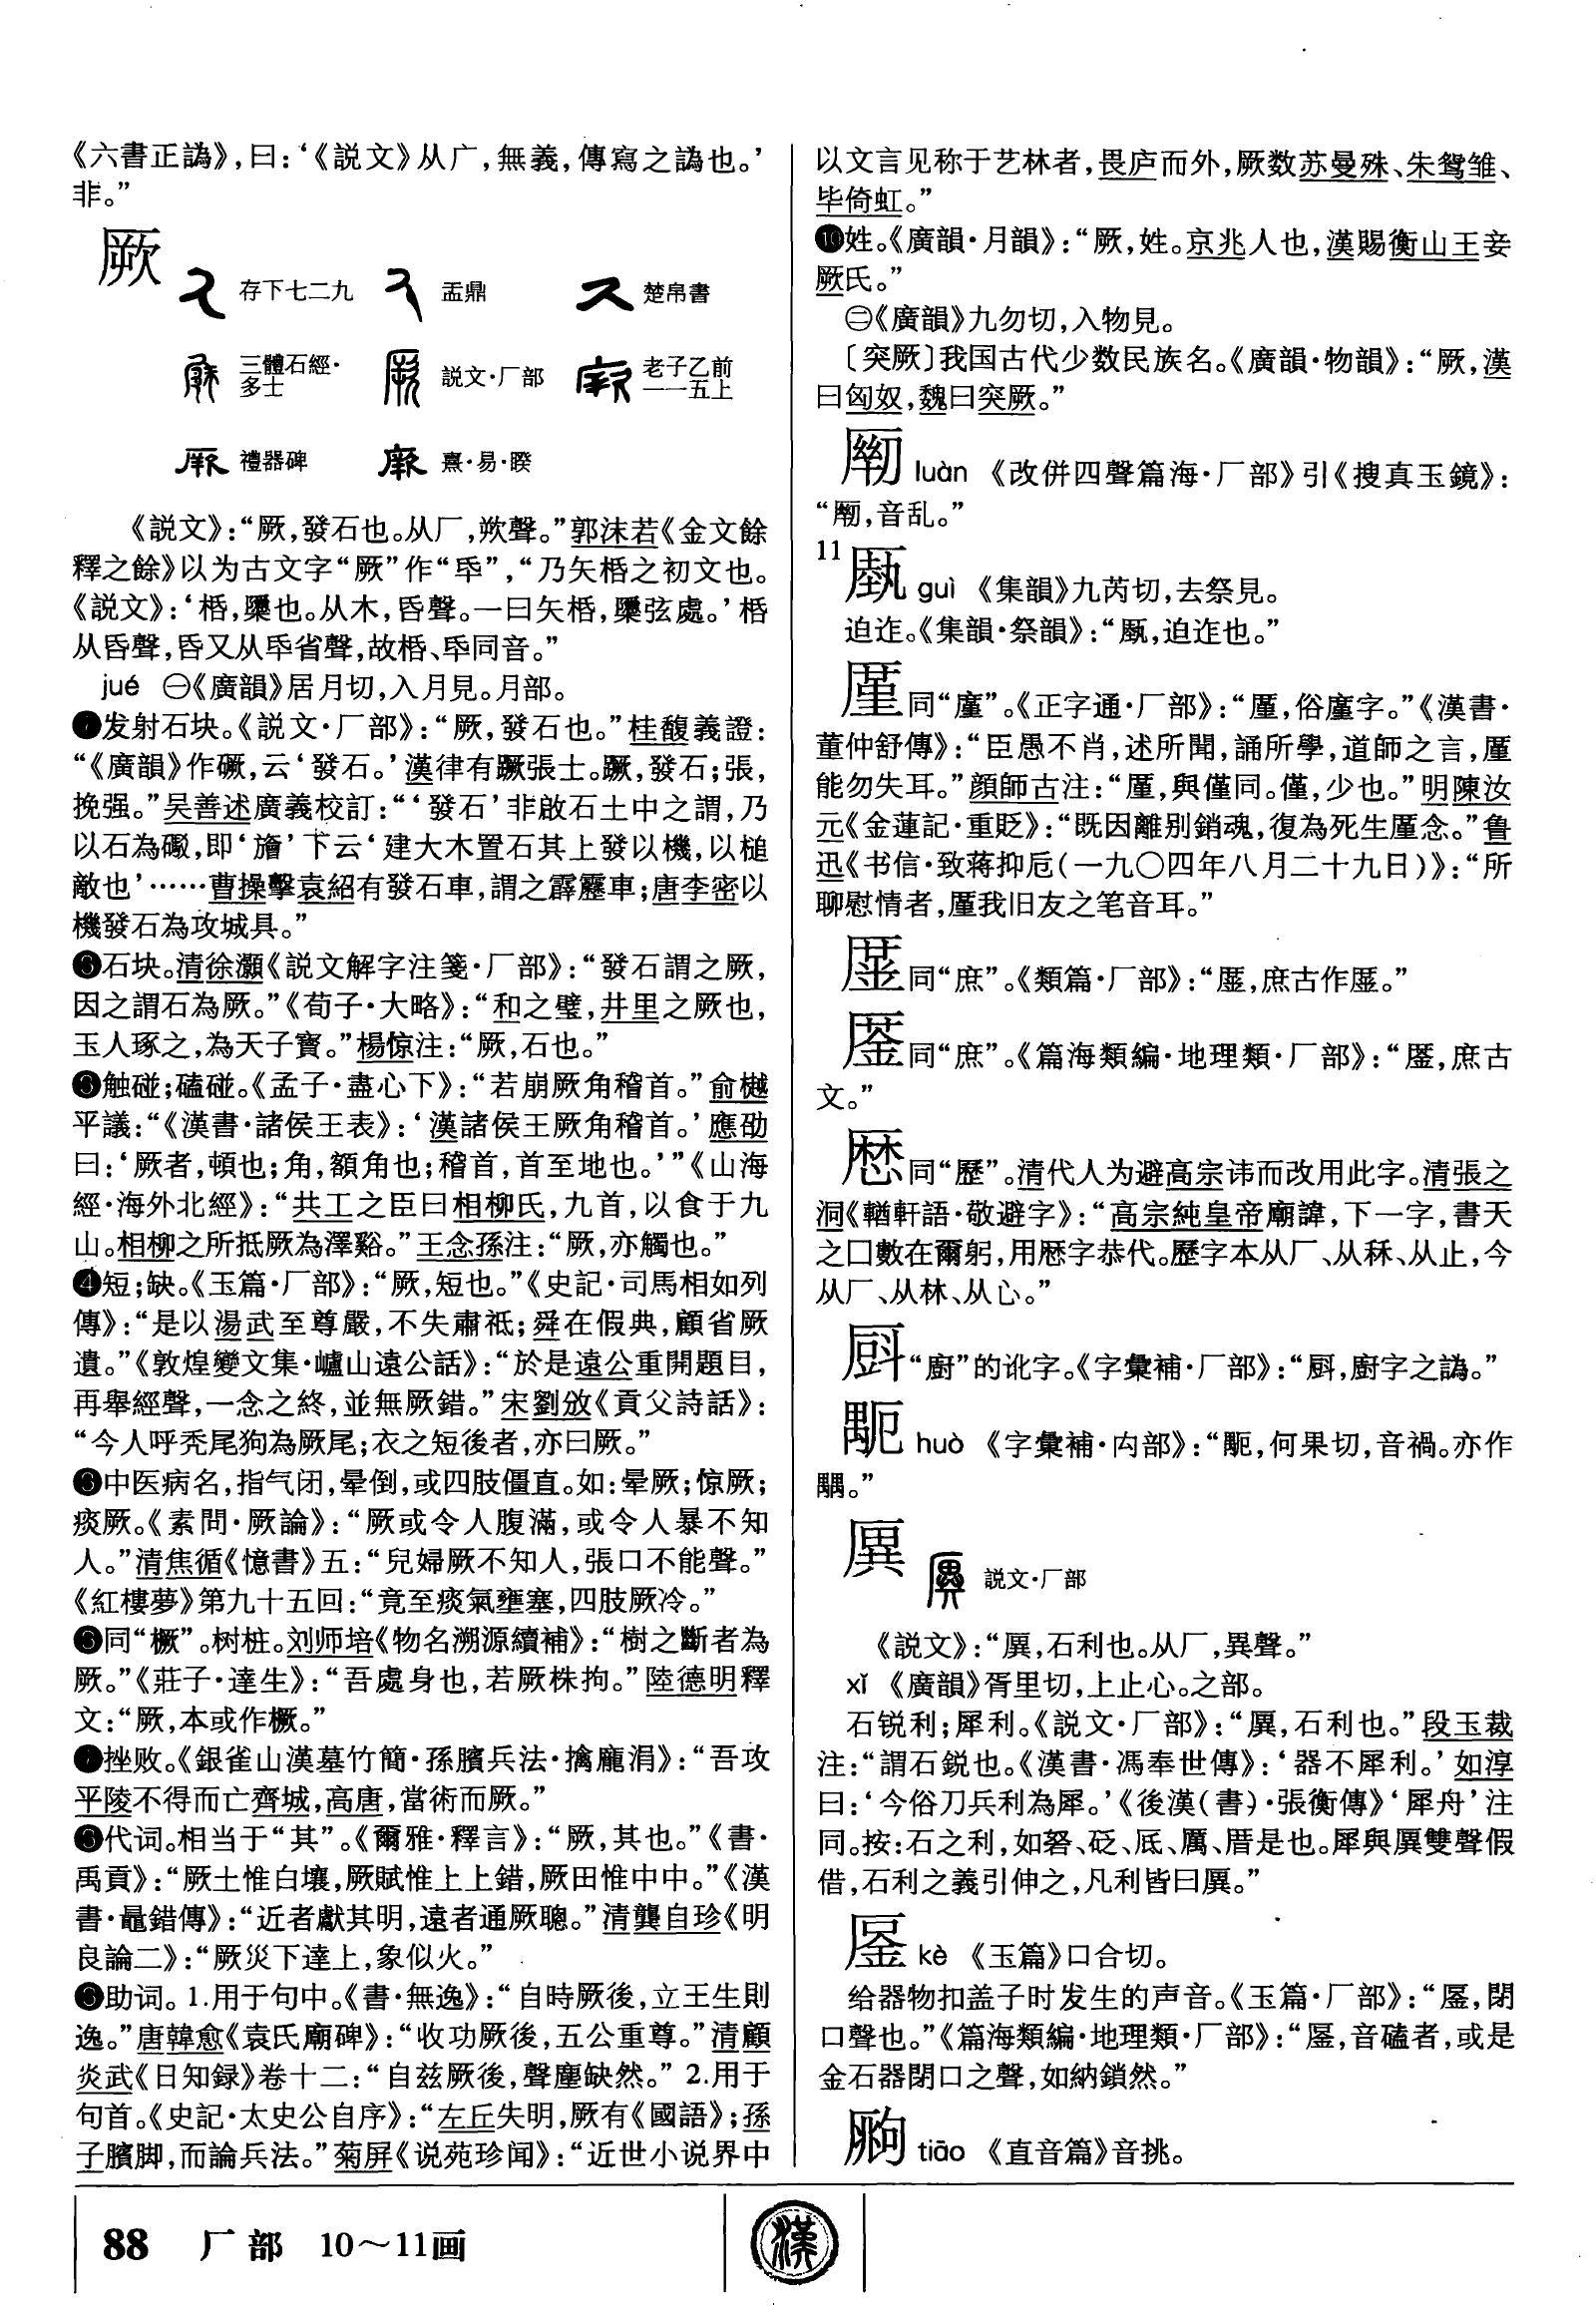 《六書正譌》，曰：‘《説文》从广，無義，傳寫之譌也。’
非。”
厥
存下七二九 盂鼎 楚帛書
三體石經·多士 説文·厂部 老子乙前一一五上
禮器碑 熹·易·睽
《説文》：“厥，發石也。从厂，欮聲。”郭沫若《金文餘
釋之餘》以为古文字“厥”作“氒”，“乃矢栝之初文也。
《説文》：‘栝，櫽也。从木，昏聲。一曰矢栝，櫽弦處。’栝
从昏聲，昏又从氒省聲，故栝、氒同音。”
jué ㊀《廣韻》居月切，入月見。月部。
❶发射石块。《説文·厂部》：“厥，發石也。”桂馥義證：
“《廣韻》作𥕲，云‘發石。’漢律有蹶張士。蹶，發石；張，
挽强。”吴善述廣義校訂：“‘發石’非啟石土中之謂，乃
以石為礟，即‘旝’下云‘建大木置石其上發以機，以槌
敵也’……曹操擊袁紹有發石車，謂之霹靂車；唐李密以
機發石為攻城具。”
❷石块。清徐灝《説文解字注箋·厂部》：“發石謂之厥，
因之謂石為厥。”《荀子·大略》：“和之璧，井里之厥也，
玉人琢之，為天子寶。”楊倞注：“厥，石也。”
❸触碰；磕碰。《孟子·盡心下》：“若崩厥角稽首。”俞樾
平議：“《漢書·諸侯王表》：‘漢諸侯王厥角稽首。’應劭
曰：‘厥者，頓也；角，額角也；稽首，首至地也。’”《山海
經·海外北經》：“共工之臣曰相柳氏，九首，以食于九
山。相柳之所抵厥為澤谿。”王念孫注：“厥，亦觸也。”
❹短；缺。《玉篇·厂部》：“厥，短也。”《史記·司馬相如列
傳》：“是以湯武至尊嚴，不失肅祗；舜在假典，顧省厥
遺。”《敦煌變文集·㠠山遠公話》：“於是遠公重開題目，
再舉經聲，一念之終，並無厥錯。”宋劉攽《貢父詩話》：
“今人呼禿尾狗為厥尾；衣之短後者，亦曰厥。”
❺中医病名，指气闭，晕倒，或四肢僵直。如：晕厥；惊厥；
痰厥。《素問·厥論》：“厥或令人腹滿，或令人暴不知
人。”清焦循《憶書》五：“兒婦厥不知人，張口不能聲。”
《紅樓夢》第九十五回：“竟至痰氣壅塞，四肢厥冷。”
❻同“橛”。树桩。刘师培《物名溯源續補》：“樹之斷者為
厥。”《莊子·達生》：“吾處身也，若厥株拘。”陸德明釋
文：“厥，本或作橛。”
❼挫败。《銀雀山漢墓竹簡·孫臏兵法·擒龐涓》：“吾攻
平陵不得而亡齊城，高唐，當術而厥。”
❽代词。相当于“其”。《爾雅·釋言》：“厥，其也。”《書·
禹貢》：“厥土惟白壤，厥賦惟上上錯，厥田惟中中。”《漢
書·鼂錯傳》：“近者獻其明，遠者通厥聰。”清龔自珍《明
良論二》：“厥災下達上，象似火。”
❾助词。1.用于句中。《書·無逸》：“自時厥後，立王生則
逸。”唐韓愈《袁氏廟碑》：“收功厥後，五公重尊。”清顧
炎武《日知録》卷十二：“自兹厥後，聲塵缺然。”2.用于
句首。《史記·太史公自序》：“左丘失明，厥有《國語》；孫
子臏脚，而論兵法。”菊屏《说苑珍闻》：“近世小说界中
以文言见称于艺林者，畏庐而外，厥数苏曼殊、朱鸳雏、
毕倚虹。”
❿姓。《廣韻·月韻》：“厥，姓。京兆人也，漢賜衡山王妾
厥氏。”
㊁《廣韻》九勿切，入物見。
〔突厥〕我国古代少数民族名。《廣韻·物韻》：“厥，漢
曰匈奴，魏曰突厥。”
luàn 《改併四聲篇海·厂部》引《搜真玉鏡》：
“，音乱。”
11
guì 《集韻》九芮切，去祭見。
迫迮。《集韻·祭韻》：“，迫迮也。”
厪同“廑”。《正字通·厂部》：“厪，俗廑字。”《漢書·
董仲舒傳》：“臣愚不肖，述所聞，誦所學，道師之言，厪
能勿失耳。”顔師古注：“厪，與僅同。僅，少也。”明陳汝
元《金蓮記·重貶》：“既因離别銷魂，復為死生厪念。”鲁
迅《书信·致蒋抑卮（一九〇四年八月二十九日）》：“所
聊慰情者，厪我旧友之笔音耳。”
同“庶”。《類篇·厂部》：“，庶古作。”
同“庶”。《篇海類編·地理類·厂部》：“，庶古
文。”
厯同“歷”。清代人为避高宗讳而改用此字。清張之
洞《輶軒語·敬避字》：“高宗純皇帝廟諱，下一字，書天
之囗數在爾躬，用厯字恭代。歷字本从厂、从秝、从止，今
从厂、从林、从心。”
厨“廚”的讹字。《字彙補·厂部》：“厨，廚字之譌。”
huò 《字彙補·禸部》：“，何果切，音禍。亦作
。”
㕈
説文·厂部
《説文》：“㕈，石利也。从厂，異聲。”
xǐ 《廣韻》胥里切，上止心。之部。
石锐利；犀利。《説文·厂部》：“㕈，石利也。”段玉裁
注：“謂石鋭也。《漢書·馮奉世傳》：‘器不犀利。’如淳
曰：‘今俗刀兵利為犀。’《後漢（書）·張衡傳》‘犀舟’注
同。按：石之利，如砮、砭、厎、厲、厝是也。犀與㕈雙聲假
借，石利之義引伸之，凡利皆曰㕈。”
kè 《玉篇》口合切。
给器物扣盖子时发生的声音。《玉篇·厂部》：“，閉
口聲也。”《篇海類編·地理類·厂部》：“，音磕者，或是
金石器閉口之聲，如納鎖然。”
tiāo 《直音篇》音挑。
88 厂部 10～11画
漢